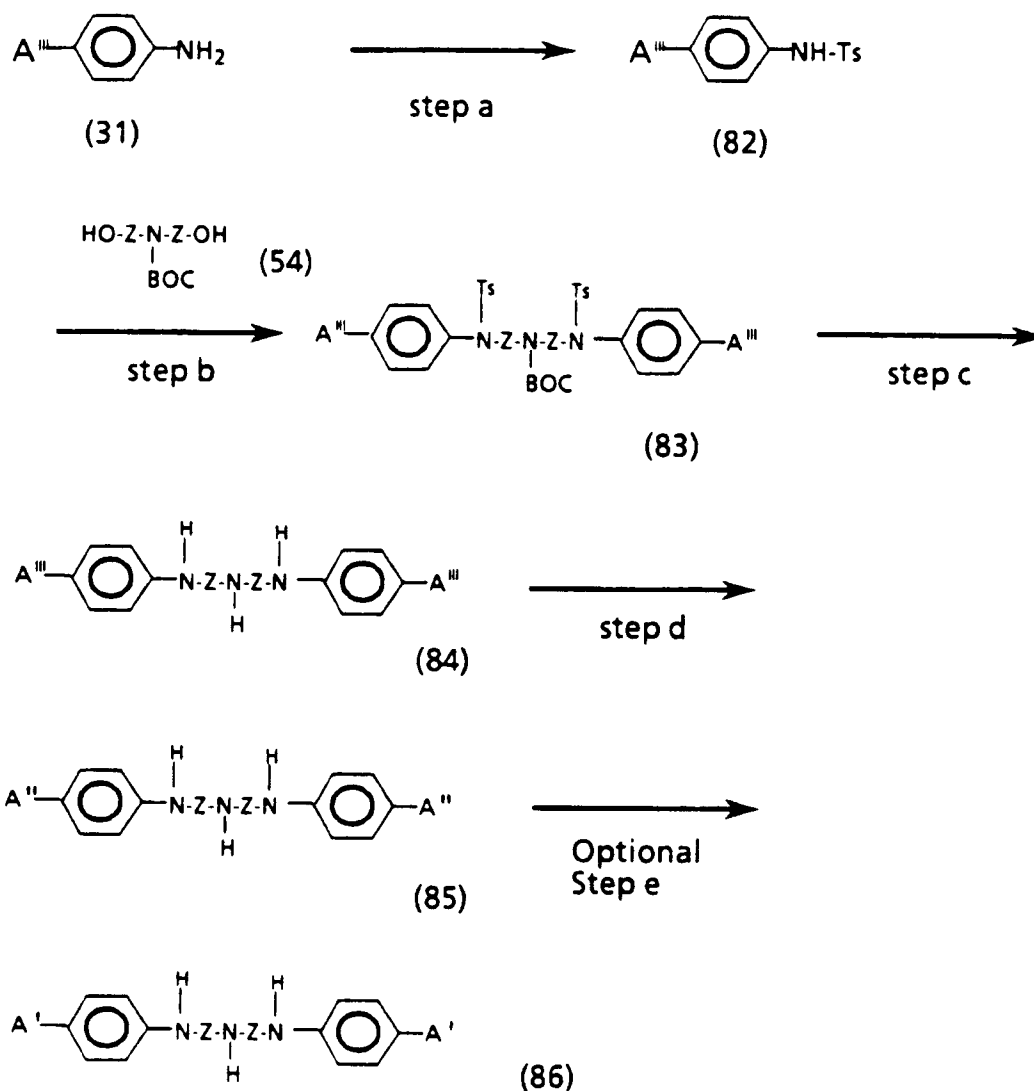 A''' NH2
step a
A''' NH-Ts
(31)
(82)
HO-Z-N-Z-OH
BOC
(54)
step b
Ts Ts
A''' N-Z-N-Z-N A'''
BOC
step c
(83)
H H
A''' N-Z-N-Z-N A'''
H
(84)
step d
H H
A'' N-Z-N-Z-N A''
H
(85)
Optional
Step e
H H
A' N-Z-N-Z-N A'
H
(86)